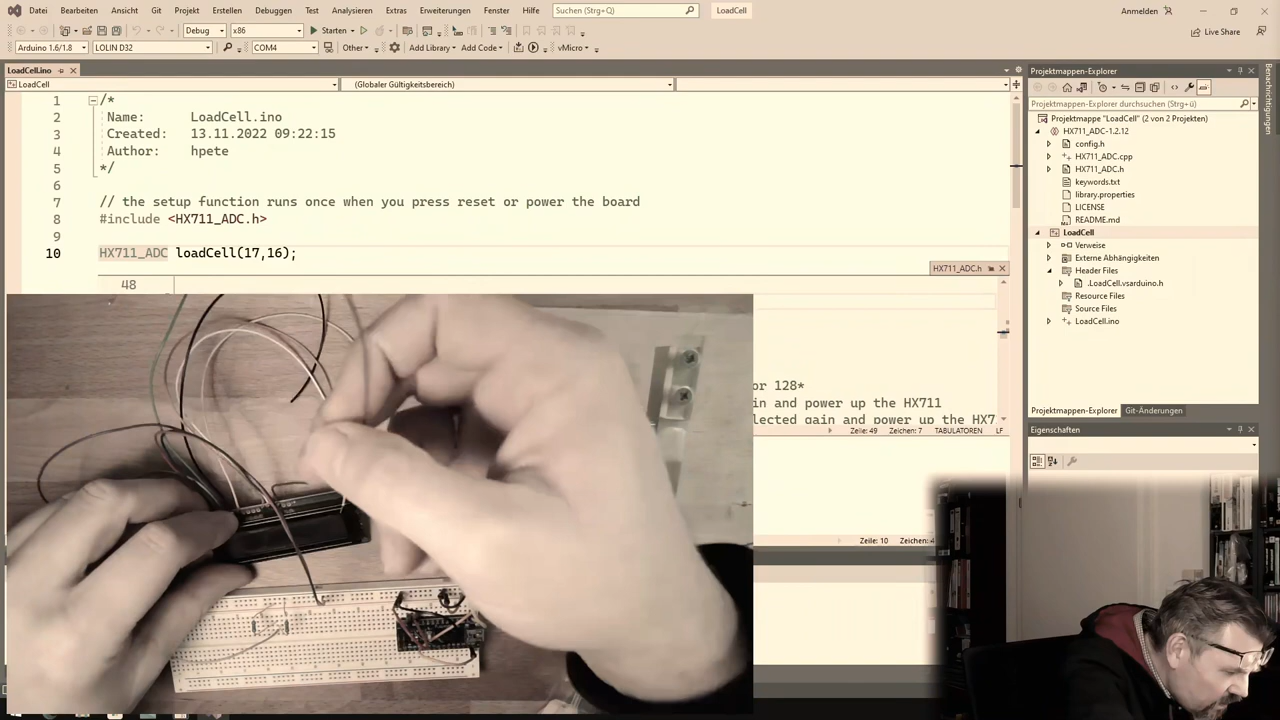 Datei Bearbeiten Ansicht Git Projekt Erstellen Debuggen Test Analysieren Extras Erweiterungen Fenster Hilfe Suchen (Strg+Q) LoadCell Anmelden
Debug x86 Starten
Live Share
Arduino 1.6/1.8 LOLIN D32 COM4 Other Add Library Add Code vMicro
LoadCell.ino
LoadCell (Globaler Gültigkeitsbereich)
1 /*
2 Name: LoadCell.ino
3 Created: 13.11.2022 09:22:15
4 Author: hpete
5 */
6
7 // the setup function runs once when you press reset or power the board
8 #include <HX711_ADC.h>
9
10 HX711_ADC loadCell(17,16);
HX711_ADC.h
48
or 128*
in and power up the HX711
lected gain and power up the HX7
Zeile: 49 Zeichen: 7 TABULATOREN LF
Zeile: 10 Zeichen:
Projektmappen-Explorer
Projektmappen-Explorer durchsuchen (Strg+ü)
Projektmappe "LoadCell" (2 von 2 Projekten)
HX711_ADC-1.2.12
config.h
HX711_ADC.cpp
HX711_ADC.h
keywords.txt
library.properties
LICENSE
README.md
LoadCell
Verweise
Externe Abhängigkeiten
Header Files
.LoadCell.vsarduino.h
Resource Files
Source Files
LoadCell.ino
Projektmappen-Explorer Git-Änderungen
Eigenschaften
Benachrichtigungen